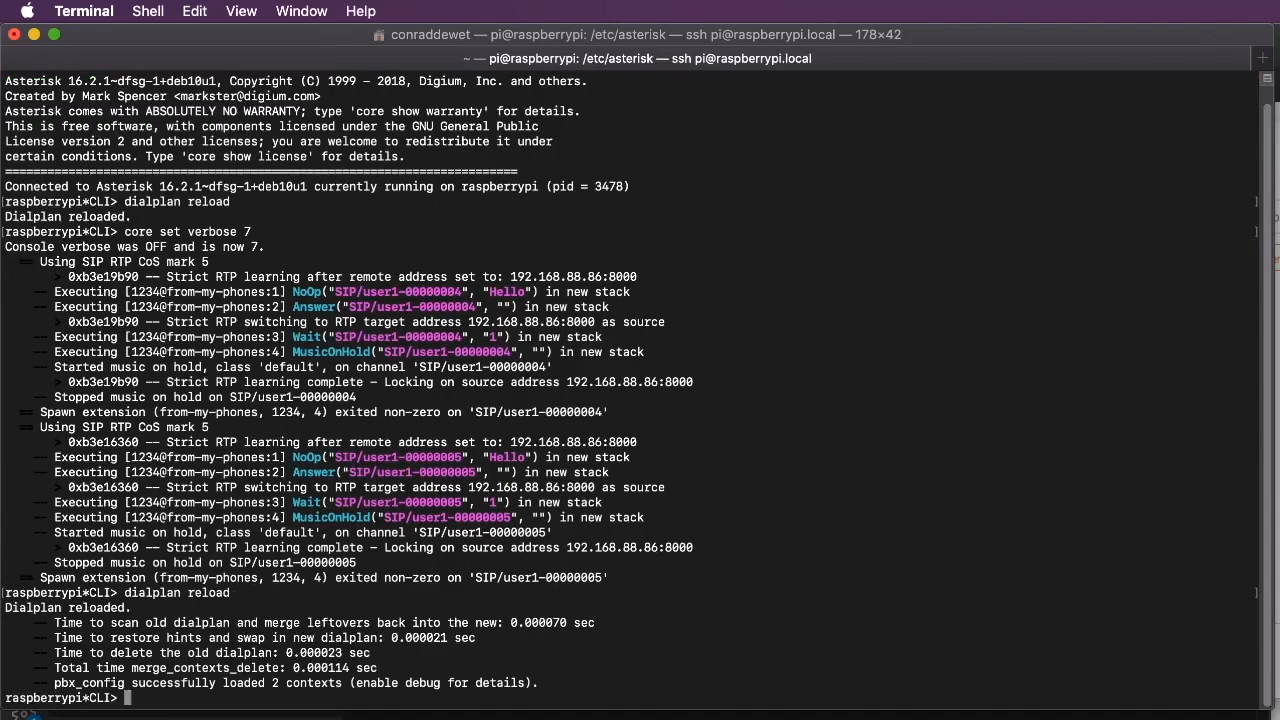 Terminal Shell Edit View Window Help
conraddewet — pi@raspberrypi: /etc/asterisk — ssh pi@raspberrypi.local — 178×42
~ — pi@raspberrypi: /etc/asterisk — ssh pi@raspberrypi.local
Asterisk 16.2.1~dfsg-1+deb10u1, Copyright (C) 1999 - 2018, Digium, Inc. and others.
Created by Mark Spencer <markster@digium.com>
Asterisk comes with ABSOLUTELY NO WARRANTY; type 'core show warranty' for details.
This is free software, with components licensed under the GNU General Public
License version 2 and other licenses; you are welcome to redistribute it under
certain conditions. Type 'core show license' for details.
=========================================================================
Connected to Asterisk 16.2.1~dfsg-1+deb10u1 currently running on raspberrypi (pid = 3478)
[raspberrypi*CLI> dialplan reload ]
Dialplan reloaded.
[raspberrypi*CLI> core set verbose 7 ]
Console verbose was OFF and is now 7.
== Using SIP RTP CoS mark 5
> 0xb3e19b90 -- Strict RTP learning after remote address set to: 192.168.88.86:8000
-- Executing [1234@from-my-phones:1] NoOp("SIP/user1-00000004", "Hello") in new stack
-- Executing [1234@from-my-phones:2] Answer("SIP/user1-00000004", "") in new stack
> 0xb3e19b90 -- Strict RTP switching to RTP target address 192.168.88.86:8000 as source
-- Executing [1234@from-my-phones:3] Wait("SIP/user1-00000004", "1") in new stack
-- Executing [1234@from-my-phones:4] MusicOnHold("SIP/user1-00000004", "") in new stack
-- Started music on hold, class 'default', on channel 'SIP/user1-00000004'
> 0xb3e19b90 -- Strict RTP learning complete - Locking on source address 192.168.88.86:8000
-- Stopped music on hold on SIP/user1-00000004
== Spawn extension (from-my-phones, 1234, 4) exited non-zero on 'SIP/user1-00000004'
== Using SIP RTP CoS mark 5
> 0xb3e16360 -- Strict RTP learning after remote address set to: 192.168.88.86:8000
-- Executing [1234@from-my-phones:1] NoOp("SIP/user1-00000005", "Hello") in new stack
-- Executing [1234@from-my-phones:2] Answer("SIP/user1-00000005", "") in new stack
> 0xb3e16360 -- Strict RTP switching to RTP target address 192.168.88.86:8000 as source
-- Executing [1234@from-my-phones:3] Wait("SIP/user1-00000005", "1") in new stack
-- Executing [1234@from-my-phones:4] MusicOnHold("SIP/user1-00000005", "") in new stack
-- Started music on hold, class 'default', on channel 'SIP/user1-00000005'
> 0xb3e16360 -- Strict RTP learning complete - Locking on source address 192.168.88.86:8000
-- Stopped music on hold on SIP/user1-00000005
== Spawn extension (from-my-phones, 1234, 4) exited non-zero on 'SIP/user1-00000005'
[raspberrypi*CLI> dialplan reload ]
Dialplan reloaded.
-- Time to scan old dialplan and merge leftovers back into the new: 0.000070 sec
-- Time to restore hints and swap in new dialplan: 0.000021 sec
-- Time to delete the old dialplan: 0.000023 sec
-- Total time merge_contexts_delete: 0.000114 sec
-- pbx_config successfully loaded 2 contexts (enable debug for details).
raspberrypi*CLI>